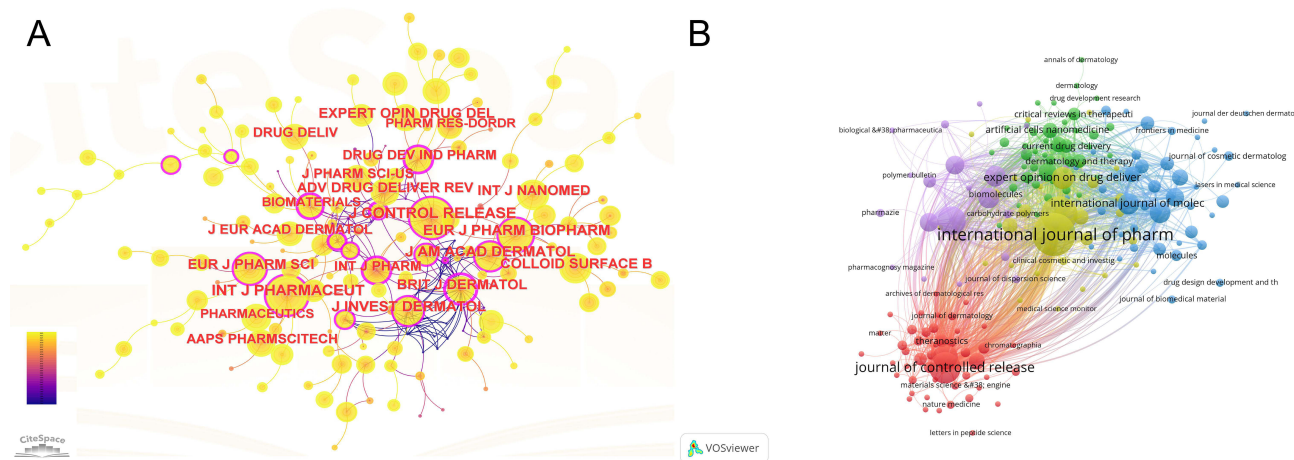 A
EXPERT OPIN DRUG DEL
PHARM RES-DORDR
DRUG DELIV
DRUG DEV IND PHARM
J PHARM SCI-US
ADV DRUG DELIVER REV
INT J NANOMED
BIOMATERIALS
J CONTROL RELEASE
J EUR ACAD DERMATOL
EUR J PHARM BIOPHARM
J AM ACAD DERMATOL
EUR J PHARM SCI
INT J PHARM
COLLOID SURFACE B
INT J PHARMACEUT
BRIT J DERMATOL
J INVEST DERMATOL
PHARMACEUTICS
AAPS PHARMSCITECH
CiteSpace
B
annals of dermatology
dermatology
drug development research
critical reviews in therapeuti
journal der deutschen dermato
biological &#38; pharmaceutica
artificial cells nanomedicine
frontiers in medicine
current drug delivery
dermatology and therapy
journal of cosmetic dermatolog
polymer bulletin
expert opinion on drug deliver
lasers in medical science
biomolecules
international journal of molec
pharmazie
carbohydrate polymers
international journal of pharm
clinical cosmetic and investig
molecules
pharmacognosy magazine
journal of dispersion science
drug design development and th
archives of dermatological res
journal of biomedical material
medical science monitor
journal of dermatology
matter
theranostics
chromatographia
journal of controlled release
materials science &#38; engine
nature medicine
letters in peptide science
VOSviewer